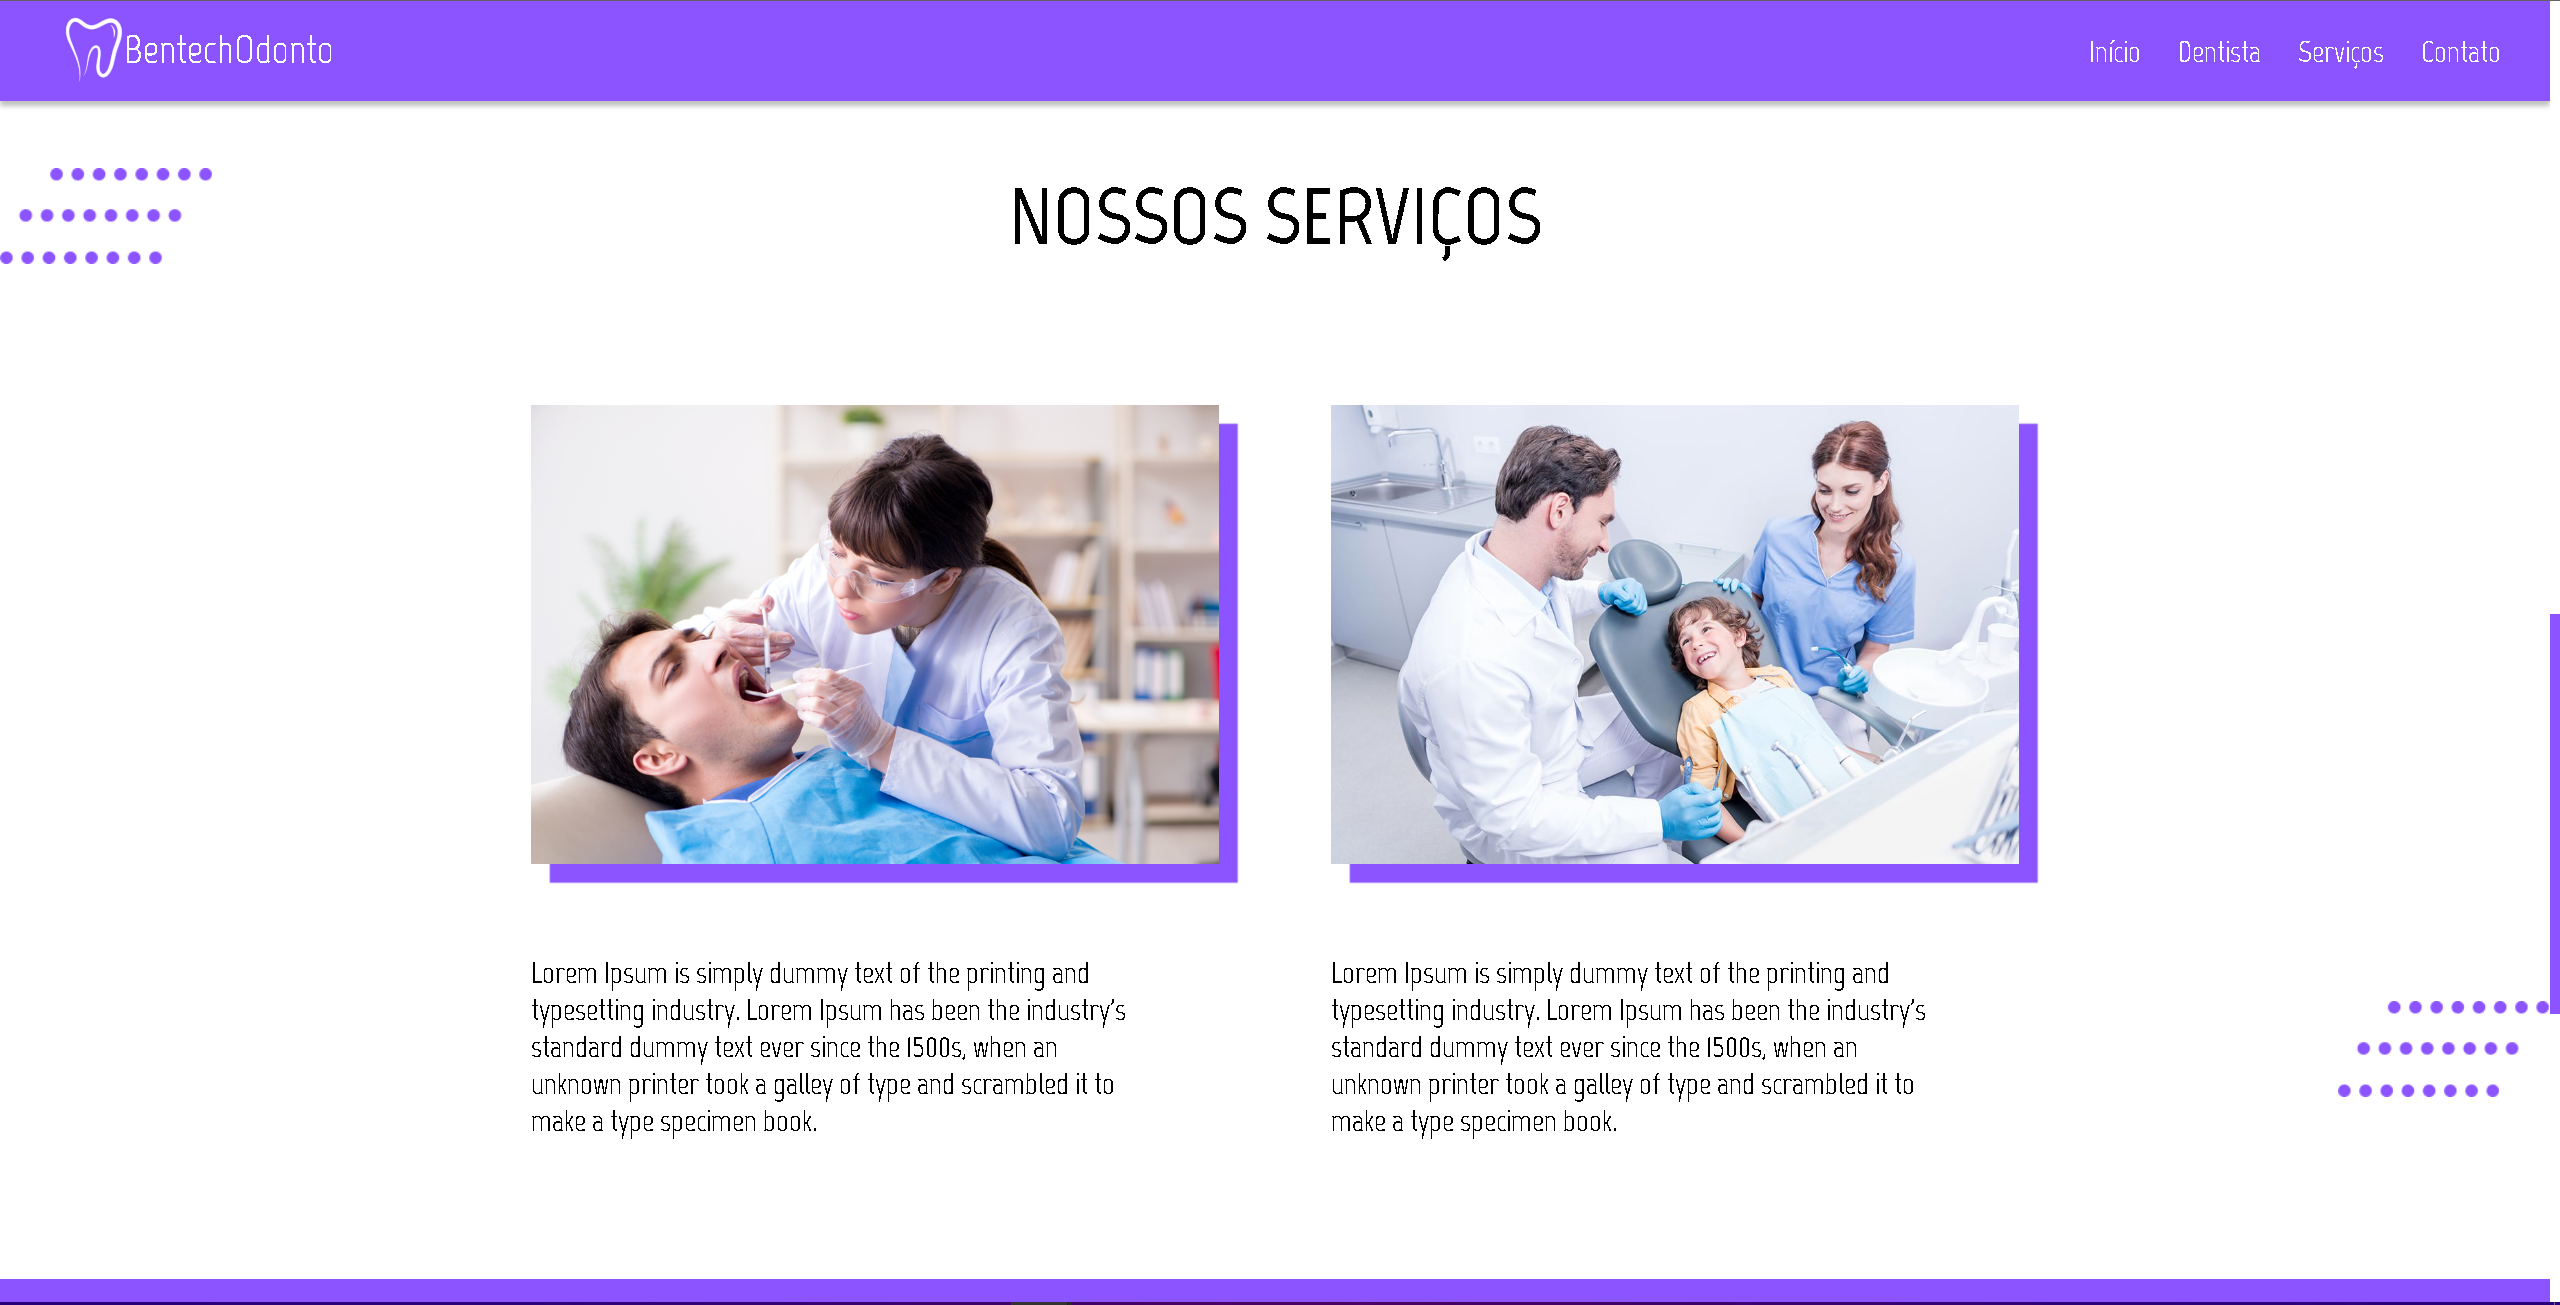 BentechOdonto
Início Dentista Serviços Contato
NOSSOS SERVIÇOS
Lorem Ipsum is simply dummy text of the printing and
typesetting industry. Lorem Ipsum has been the industry's
standard dummy text ever since the 1500s, when an
unknown printer took a galley of type and scrambled it to
make a type specimen book.
Lorem Ipsum is simply dummy text of the printing and
typesetting industry. Lorem Ipsum has been the industry's
standard dummy text ever since the 1500s, when an
unknown printer took a galley of type and scrambled it to
make a type specimen book.